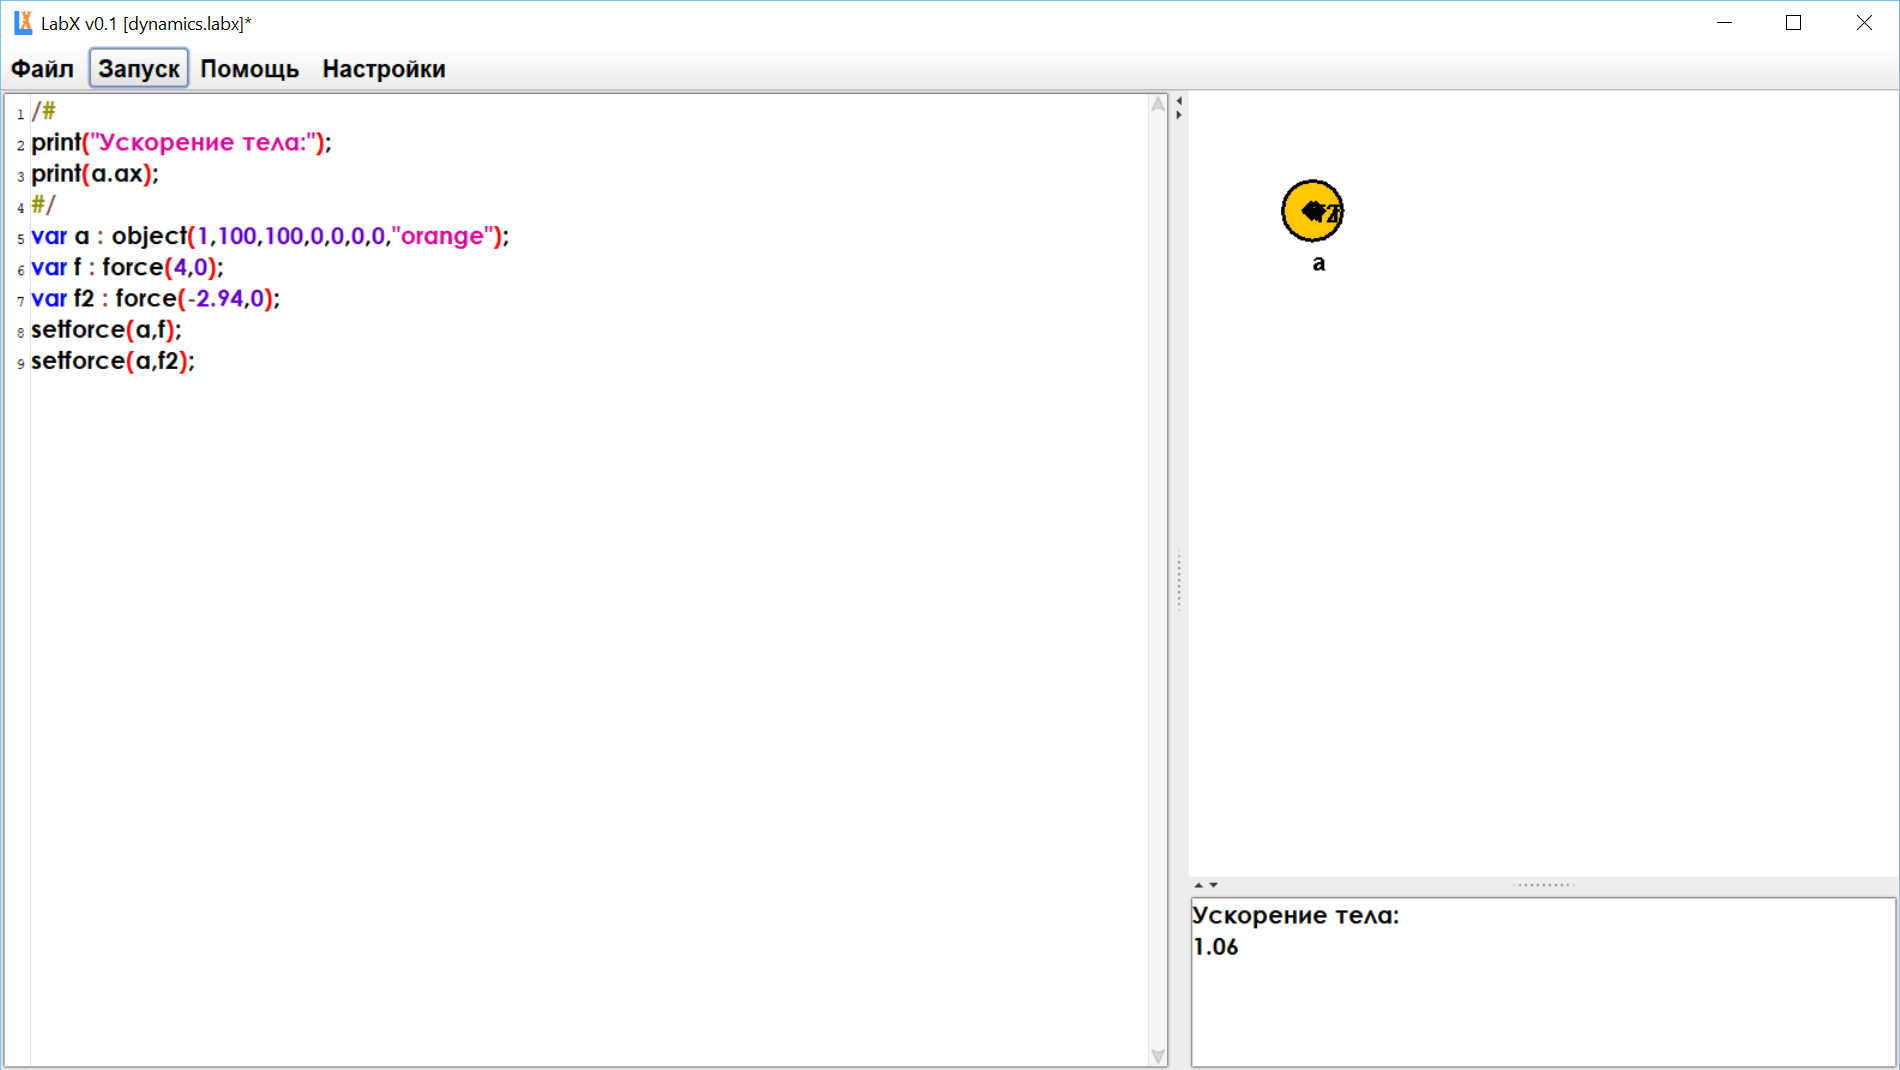 LabX v0.1 [dynamics.labx]*
Файл Запуск Помощь Настройки
1 /#
2 print("Ускорение тела:");
3 print(a.ax);
4 #/
5 var a : object(1,100,100,0,0,0,0,"orange");
6 var f : force(4,0);
7 var f2 : force(-2.94,0);
8 setforce(a,f);
9 setforce(a,f2);
a
Ускорение тела:
1.06